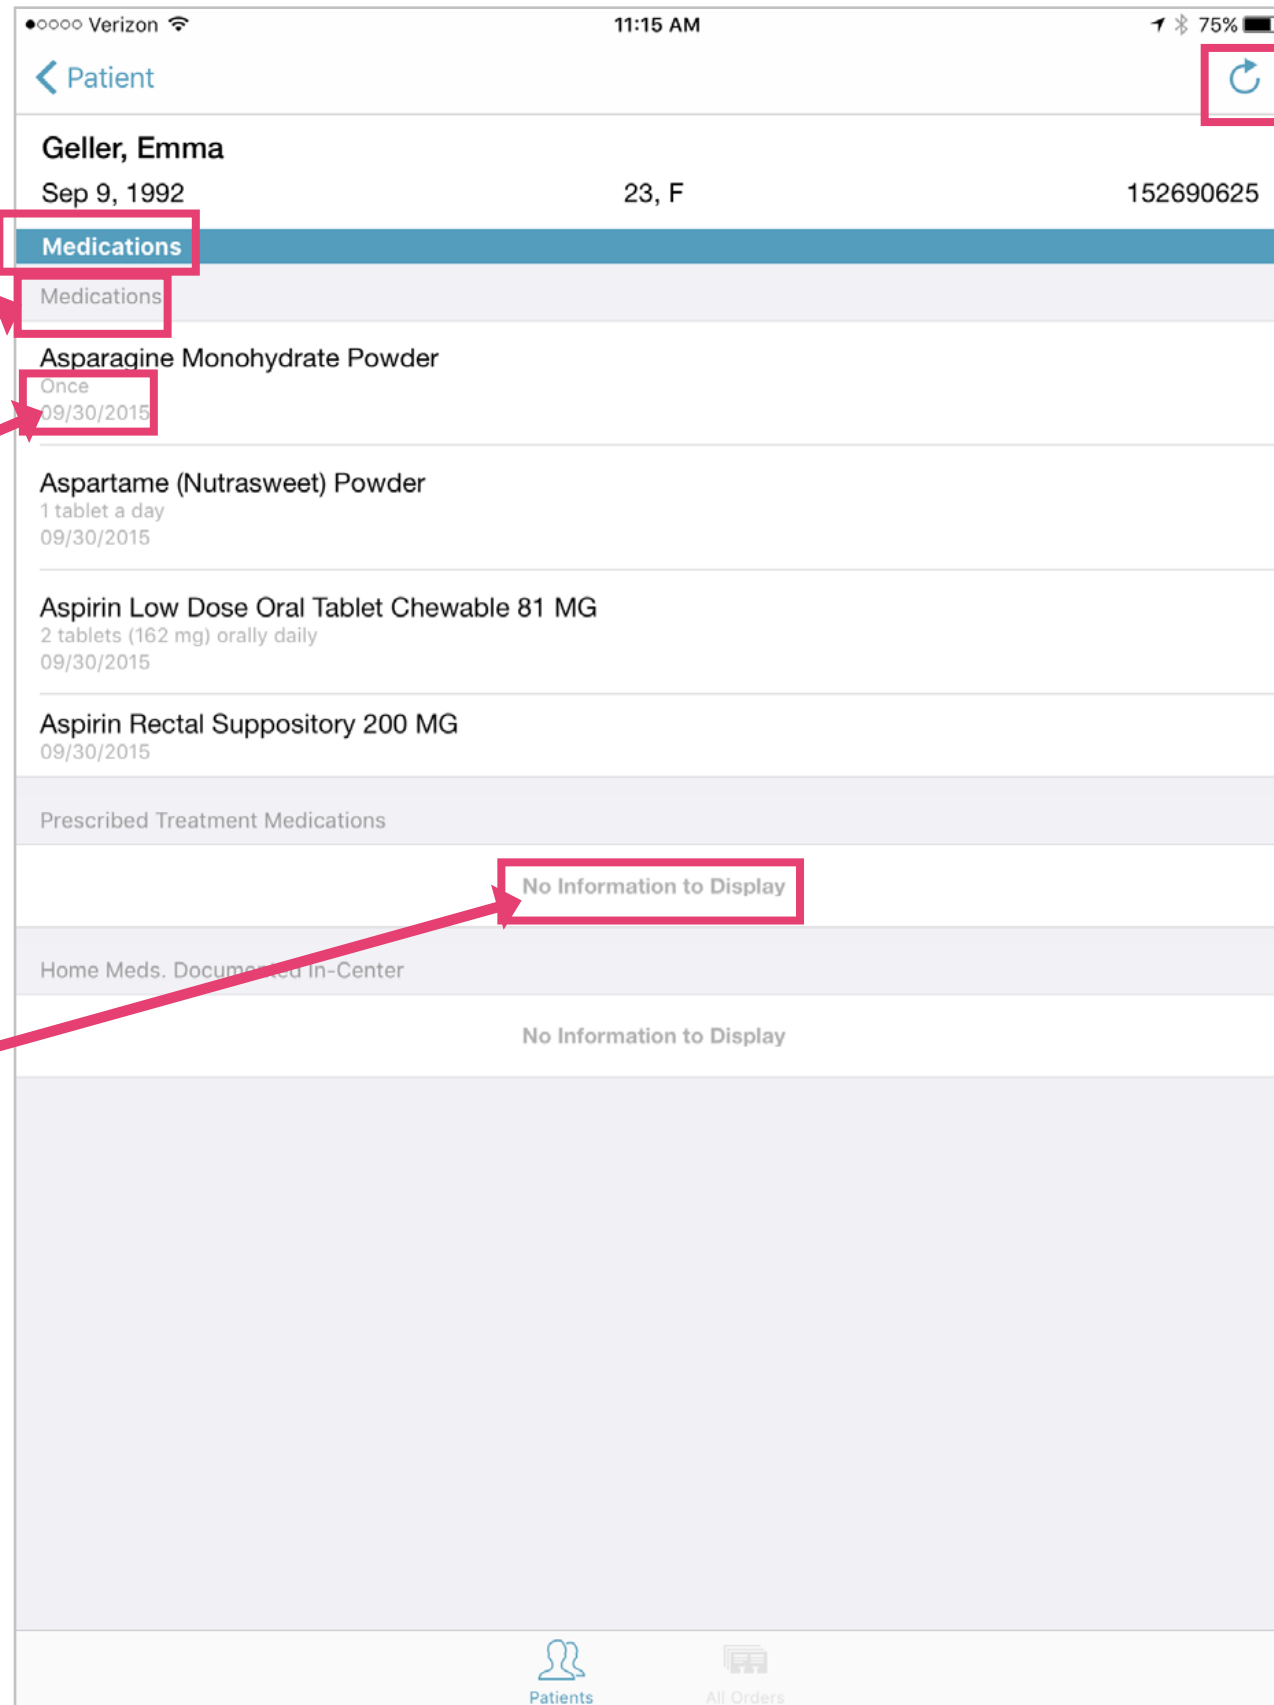 Verizon
11:15 AM
75%
Patient
Geller, Emma
Sep 9, 1992
23, F
152690625
Medications
Medications
Asparagine Monohydrate Powder
Once
09/30/2015
Aspartame (Nutrasweet) Powder
1 tablet a day
09/30/2015
Aspirin Low Dose Oral Tablet Chewable 81 MG
2 tablets (162 mg) orally daily
09/30/2015
Aspirin Rectal Suppository 200 MG
09/30/2015
Prescribed Treatment Medications
No Information to Display
Home Meds. Documented In-Center
No Information to Display
Patients
All Orders